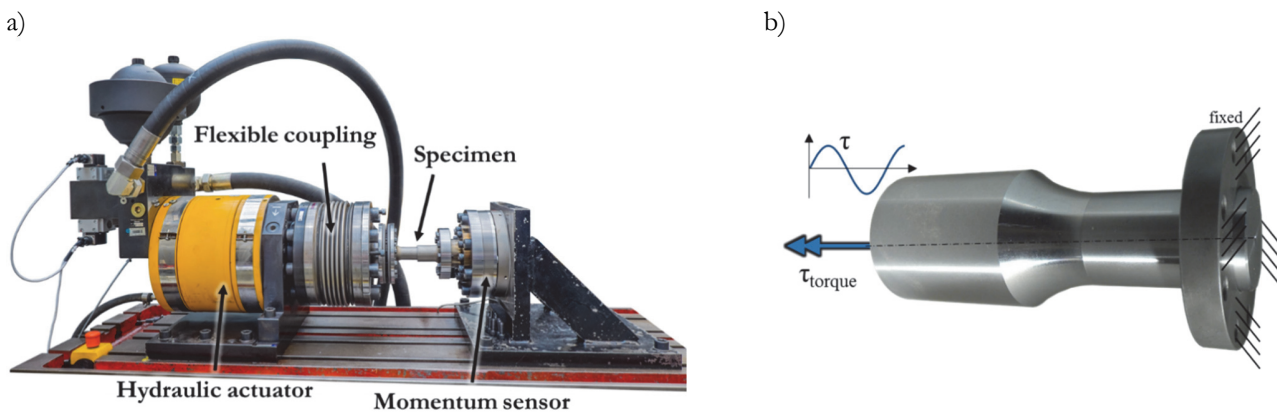 a)
b)
Flexible coupling
Specimen
Hydraulic actuator
Momentum sensor
fixed
τ
τtorque